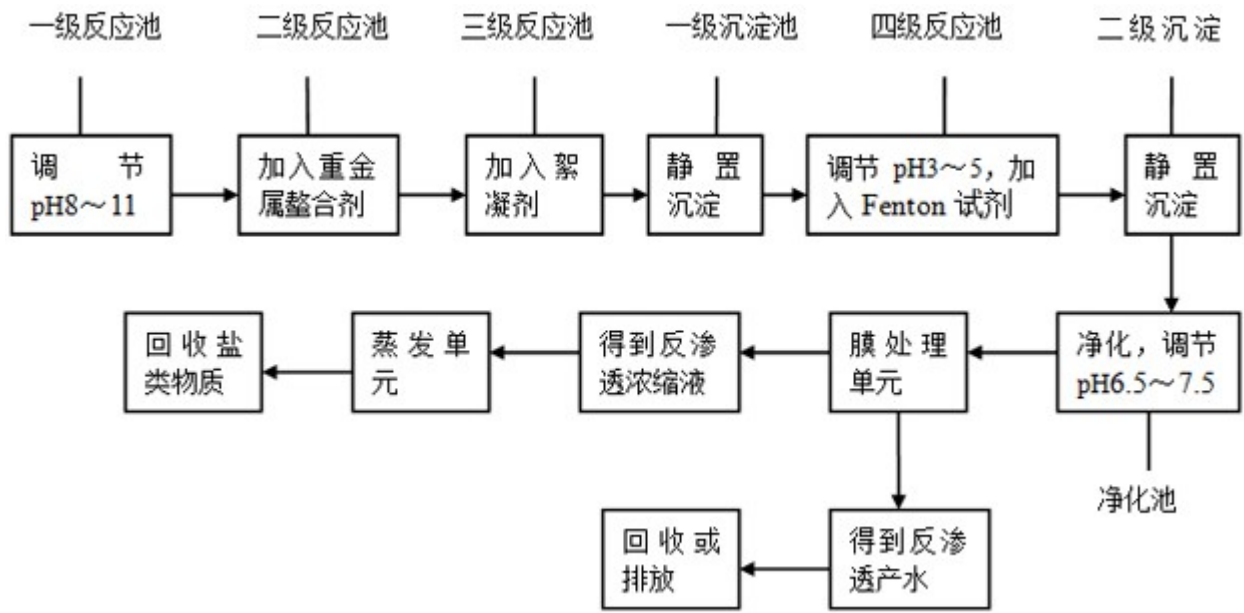 一级反应池
二级反应池
三级反应池
一级沉淀池
四级反应池
二级沉淀
调节
pH8～11
加入重金
属螯合剂
加入絮
凝剂
静置
沉淀
调节 pH3～5，加
入 Fenton 试剂
静置
沉淀
回收盐
类物质
蒸发单
元
得到反渗
透浓缩液
膜处理
单元
净化，调节
pH6.5～7.5
净化池
回收或
排放
得到反渗
透产水